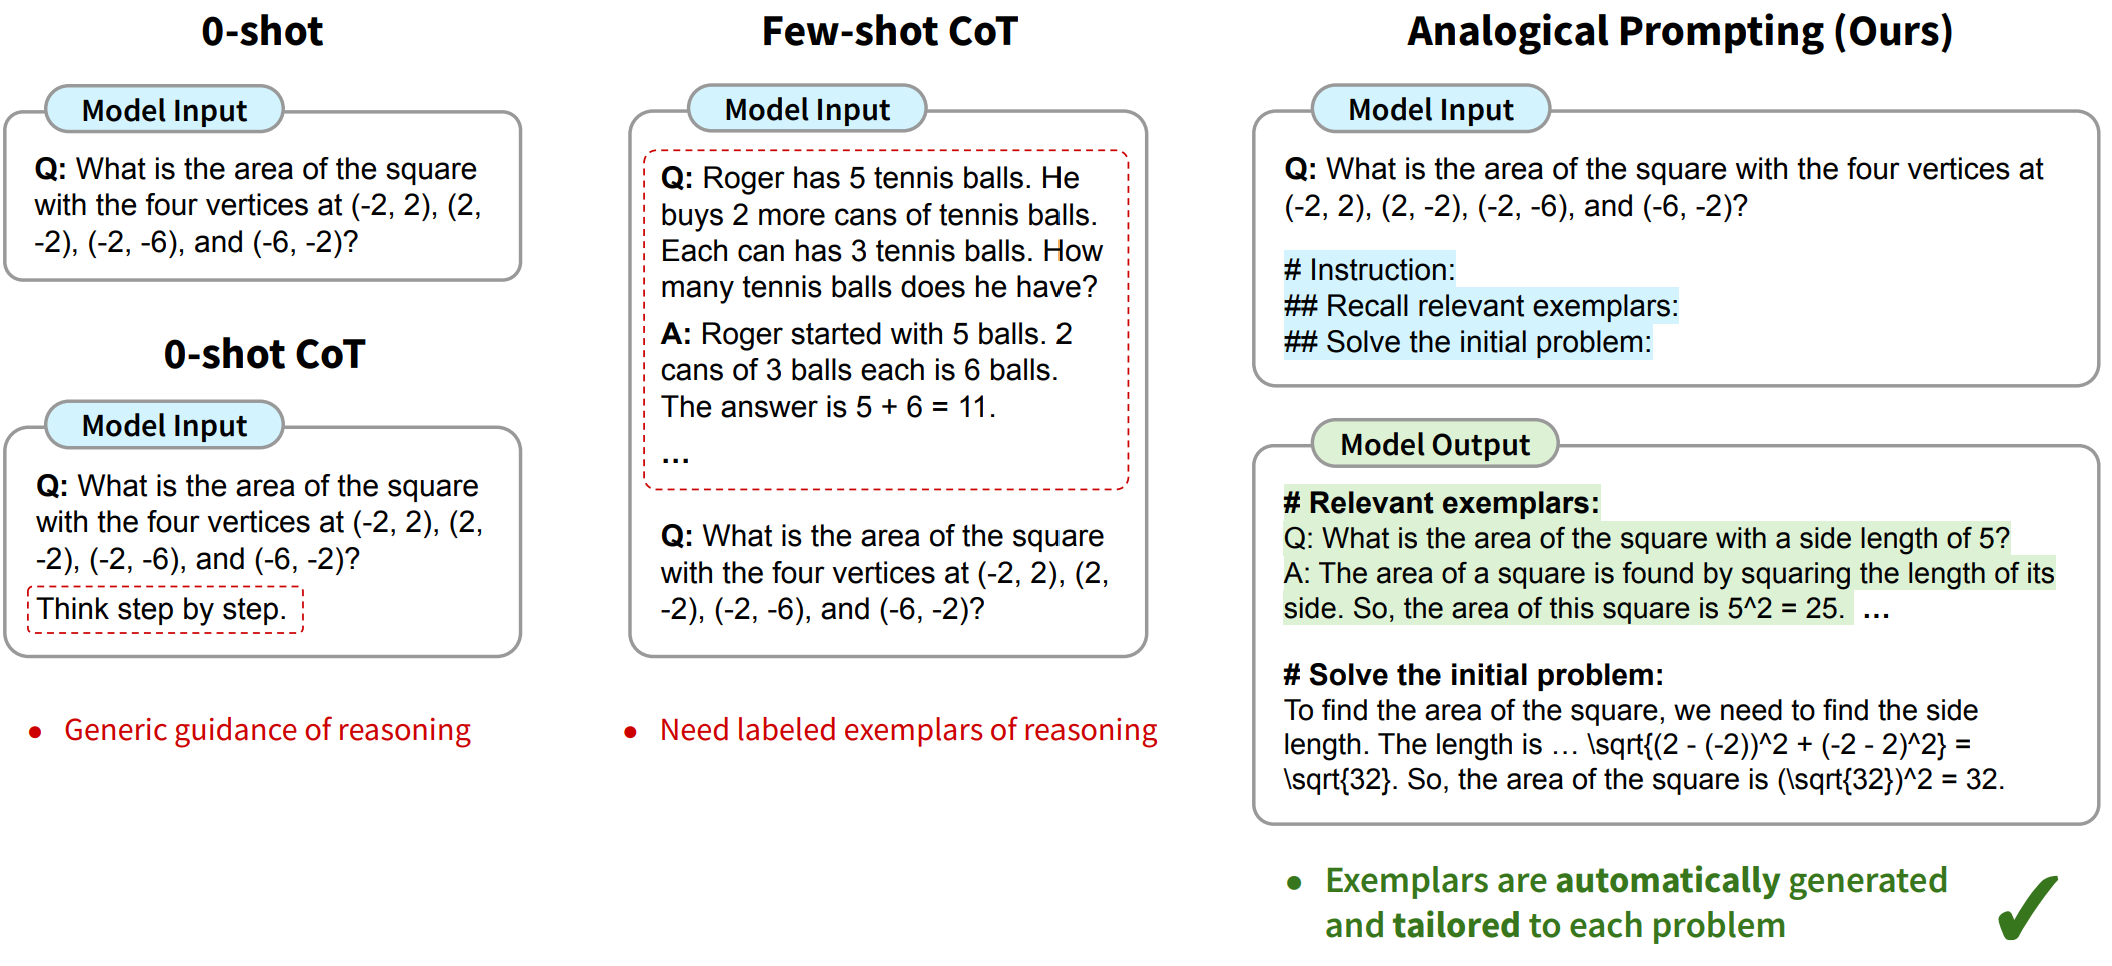 0-shot
Model Input
Q: What is the area of the square
with the four vertices at (-2, 2), (2,
-2), (-2, -6), and (-6, -2)?
0-shot CoT
Model Input
Q: What is the area of the square
with the four vertices at (-2, 2), (2,
-2), (-2, -6), and (-6, -2)?
Think step by step.
• Generic guidance of reasoning
Few-shot CoT
Model Input
Q: Roger has 5 tennis balls. He
buys 2 more cans of tennis balls.
Each can has 3 tennis balls. How
many tennis balls does he have?
A: Roger started with 5 balls. 2
cans of 3 balls each is 6 balls.
The answer is 5 + 6 = 11.
...
Q: What is the area of the square
with the four vertices at (-2, 2), (2,
-2), (-2, -6), and (-6, -2)?
• Need labeled exemplars of reasoning
Analogical Prompting (Ours)
Model Input
Q: What is the area of the square with the four vertices at
(-2, 2), (2, -2), (-2, -6), and (-6, -2)?
# Instruction:
## Recall relevant exemplars:
## Solve the initial problem:
Model Output
# Relevant exemplars:
Q: What is the area of the square with a side length of 5?
A: The area of a square is found by squaring the length of its
side. So, the area of this square is 5^2 = 25. ...
# Solve the initial problem:
To find the area of the square, we need to find the side
length. The length is ... \sqrt{(2 - (-2))^2 + (-2 - 2)^2} =
\sqrt{32}. So, the area of the square is (\sqrt{32})^2 = 32.
• Exemplars are automatically generated
and tailored to each problem